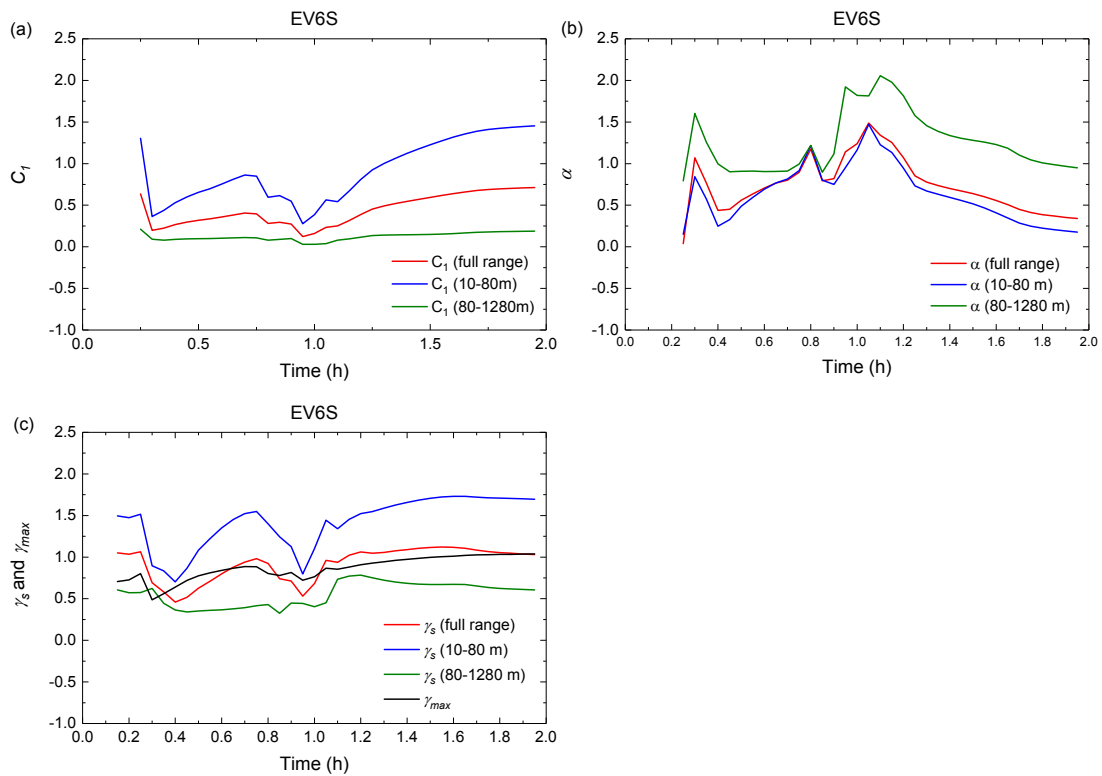 (a)
EV6S
2.5
2.0
1.5
1.0
0.5
0.0
-0.5
-1.0
C1
C1 (full range)
C1 (10-80m)
C1 (80-1280m)
0.0 0.5 1.0 1.5 2.0
Time (h)
(b)
EV6S
2.5
2.0
1.5
1.0
0.5
0.0
-0.5
-1.0
α
α (full range)
α (10-80 m)
α (80-1280 m)
0.0 0.2 0.4 0.6 0.8 1.0 1.2 1.4 1.6 1.8 2.0
Time (h)
(c)
EV6S
2.5
2.0
1.5
1.0
0.5
0.0
-0.5
-1.0
γs and γmax
γs (full range)
γs (10-80 m)
γs (80-1280 m)
γmax
0.0 0.2 0.4 0.6 0.8 1.0 1.2 1.4 1.6 1.8 2.0
Time (h)